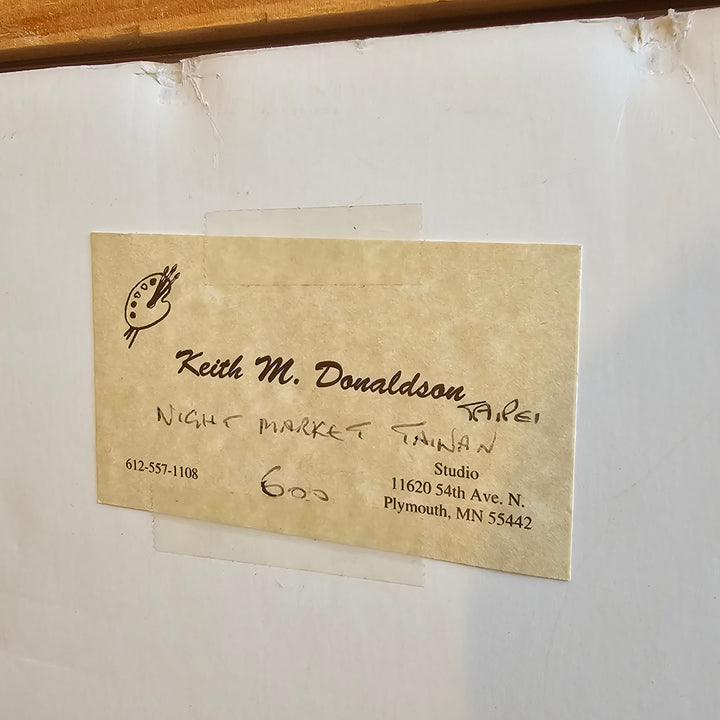 Keith M. Donaldson
TAIPEI
NIGHT MARKET TAIWAN
612-557-1108
600
Studio
11620 54th Ave. N.
Plymouth, MN 55442